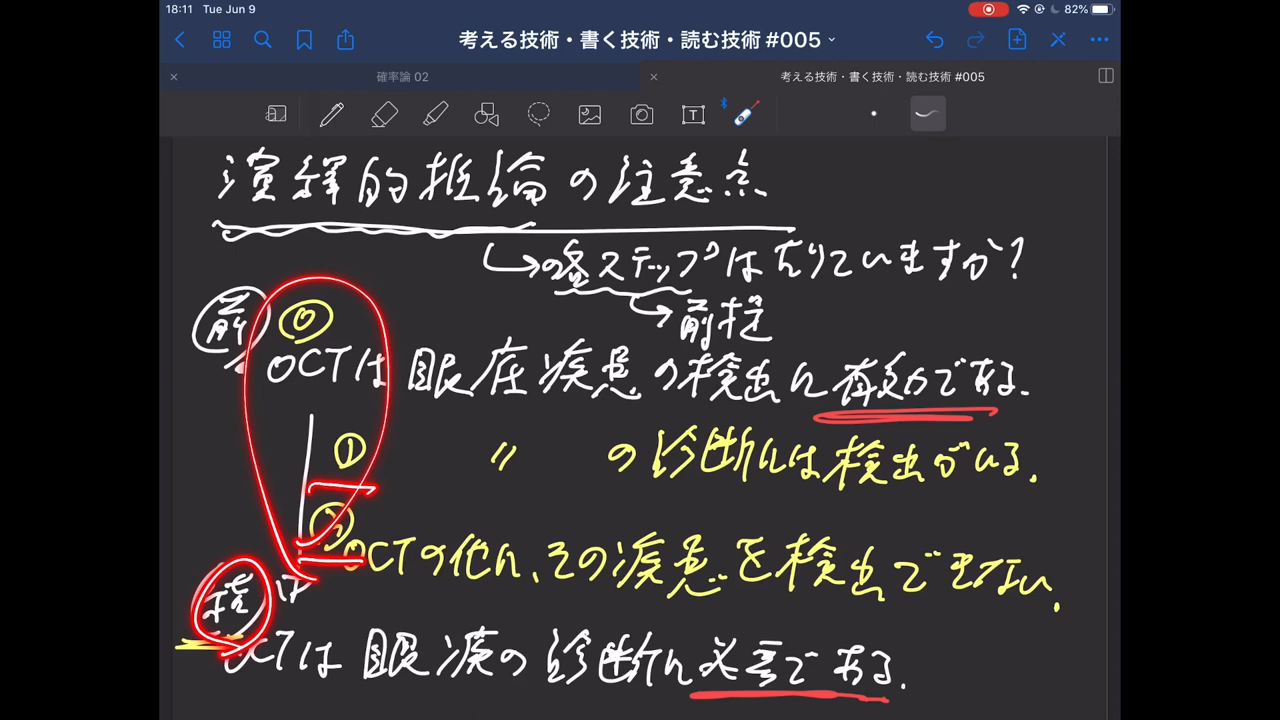 18:11 Tue Jun 9 82%
考える技術・書く技術・読む技術 #005
確率論 02
考える技術・書く技術・読む技術 #005
演繹的推論の注意点
→ ステップは足りていますか?
→ 前提
前
⓪
OCTは眼底疾患の検出に有効である.
① 〃 の診断には検出がいる.
② OCTの他に、その疾患を検出できない.
OCTは眼疾の診断に必要である.